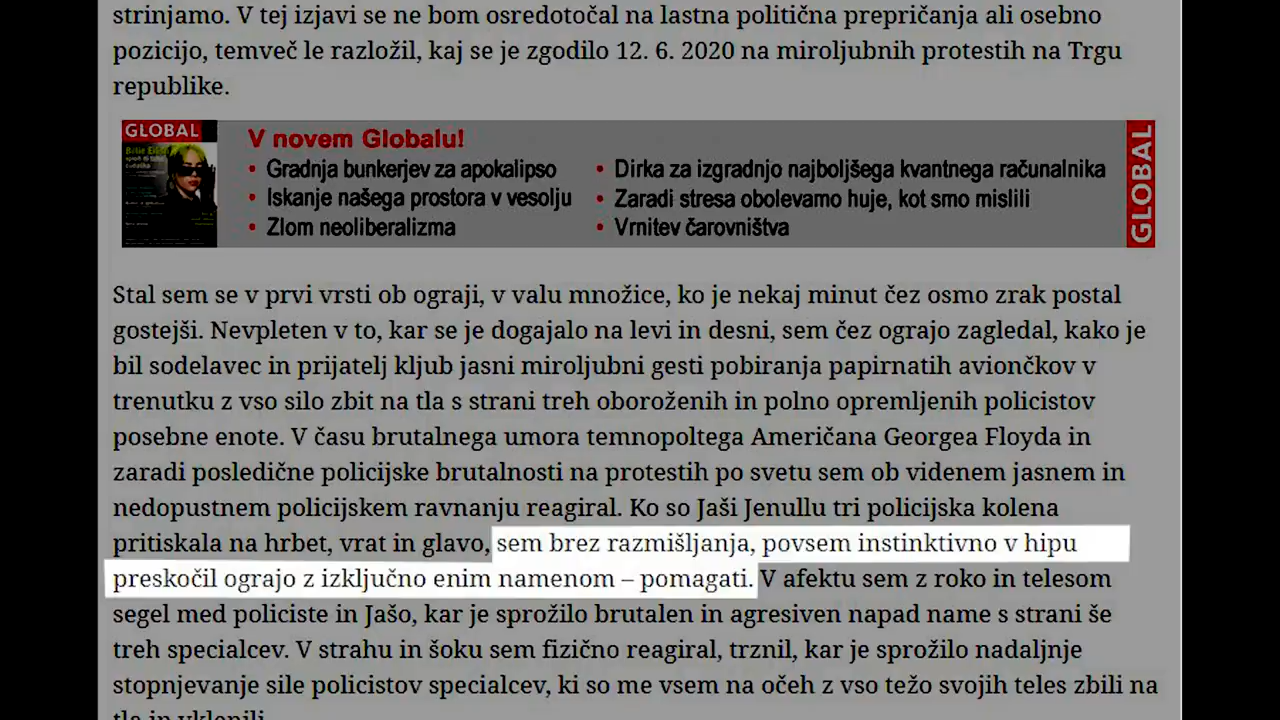 strinjamo. V tej izjavi se ne bom osredotočal na lastna politična prepričanja ali osebno
pozicijo, temveč le razložil, kaj se je zgodilo 12. 6. 2020 na miroljubnih protestih na Trgu
republike.
GLOBAL
V novem Globalu!
• Gradnja bunkerjev za apokalipso
• Iskanje našega prostora v vesolju
• Zlom neoliberalizma
• Dirka za izgradnjo najboljšega kvantnega računalnika
• Zaradi stresa obolevamo huje, kot smo mislili
• Vrnitev čarovništva
GLOBAL
Stal sem se v prvi vrsti ob ograji, v valu množice, ko je nekaj minut čez osmo zrak postal
gostejši. Nevpleten v to, kar se je dogajalo na levi in desni, sem čez ograjo zagledal, kako je
bil sodelavec in prijatelj kljub jasni miroljubni gesti pobiranja papirnatih aviončkov v
trenutku z vso silo zbit na tla s strani treh oboroženih in polno opremljenih policistov
posebne enote. V času brutalnega umora temnopoltega Američana Georgea Floyda in
zaradi posledične policijske brutalnosti na protestih po svetu sem ob videnem jasnem in
nedopustnem policijskem ravnanju reagiral. Ko so Jaši Jenullu tri policijska kolena
pritiskala na hrbet, vrat in glavo, sem brez razmišljanja, povsem instinktivno v hipu
preskočil ograjo z izključno enim namenom – pomagati. V afektu sem z roko in telesom
segel med policiste in Jašo, kar je sprožilo brutalen in agresiven napad name s strani še
treh specialcev. V strahu in šoku sem fizično reagiral, trznil, kar je sprožilo nadaljnje
stopnjevanje sile policistov specialcev, ki so me vsem na očeh z vso težo svojih teles zbili na
tla in vklenili.